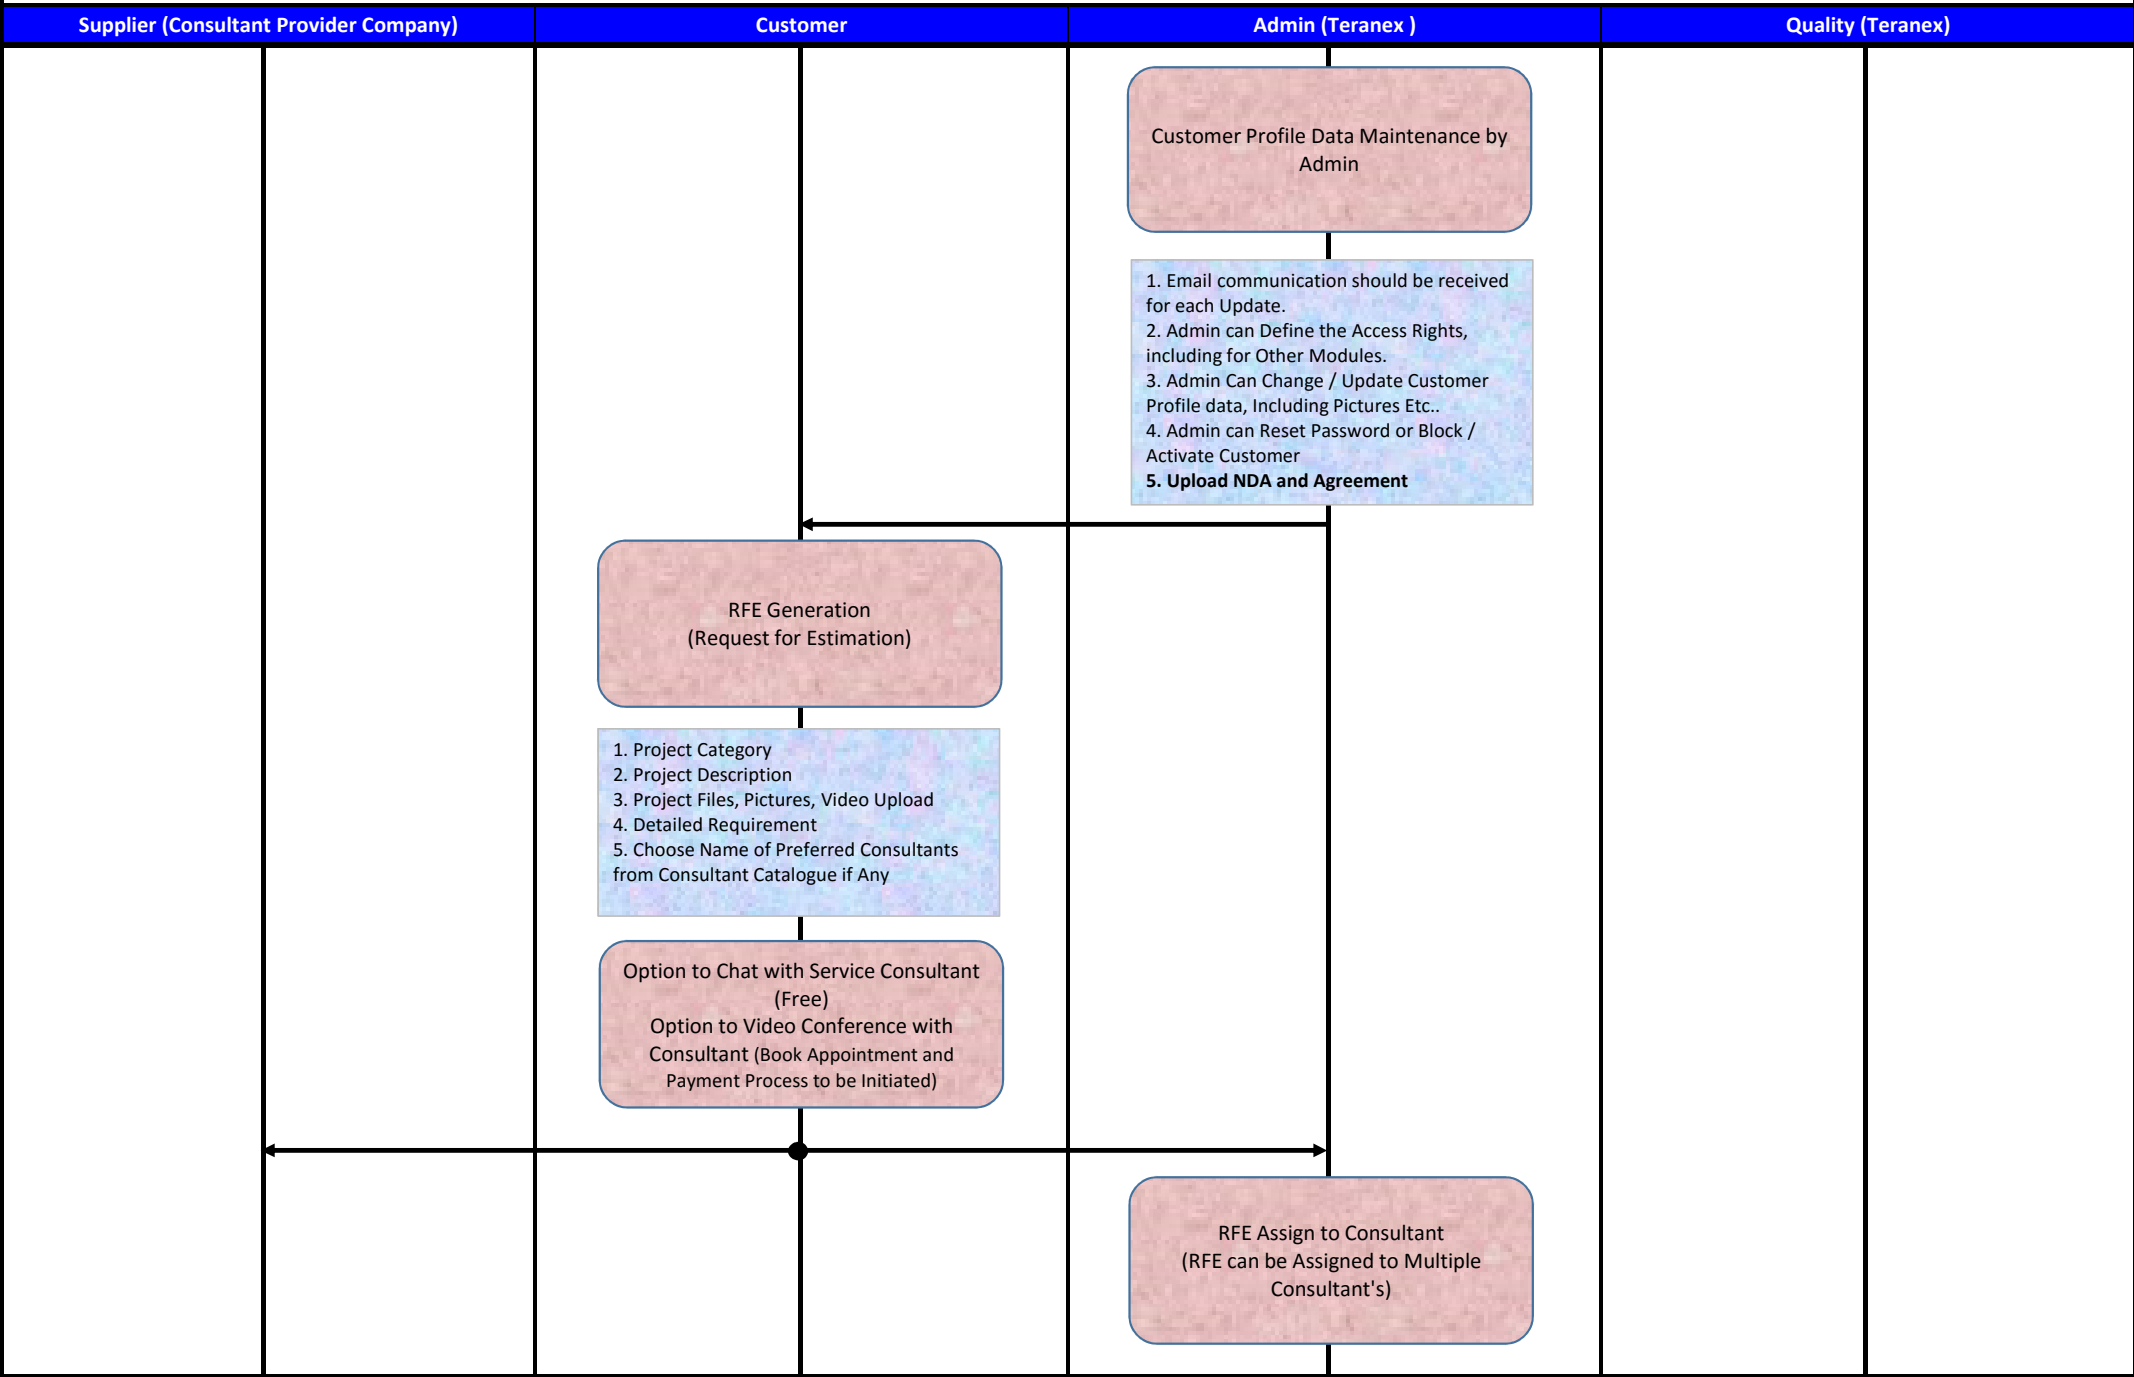 Supplier (Consultant Provider Company)
Customer
Admin (Teranex )
Quality (Teranex)
Customer Profile Data Maintenance by
Admin
1. Email communication should be received
for each Update.
2. Admin can Define the Access Rights,
including for Other Modules.
3. Admin Can Change / Update Customer
Profile data, Including Pictures Etc..
4. Admin can Reset Password or Block /
Activate Customer
5. Upload NDA and Agreement
RFE Generation
(Request for Estimation)
1. Project Category
2. Project Description
3. Project Files, Pictures, Video Upload
4. Detailed Requirement
5. Choose Name of Preferred Consultants
from Consultant Catalogue if Any
Option to Chat with Service Consultant
(Free)
Option to Video Conference with
Consultant (Book Appointment and
Payment Process to be Initiated)
RFE Assign to Consultant
(RFE can be Assigned to Multiple
Consultant's)